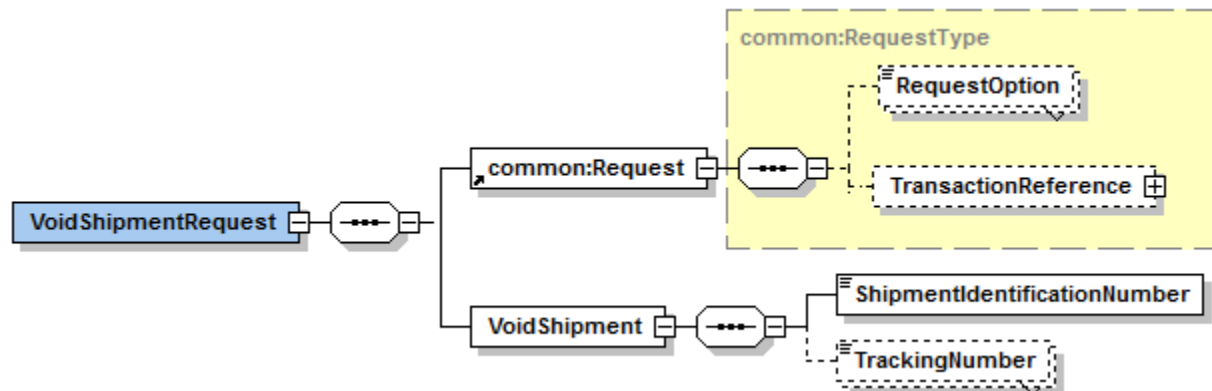 common:RequestType
RequestOption
common:Request
TransactionReference
VoidShipmentRequest
ShipmentIdentificationNumber
VoidShipment
TrackingNumber